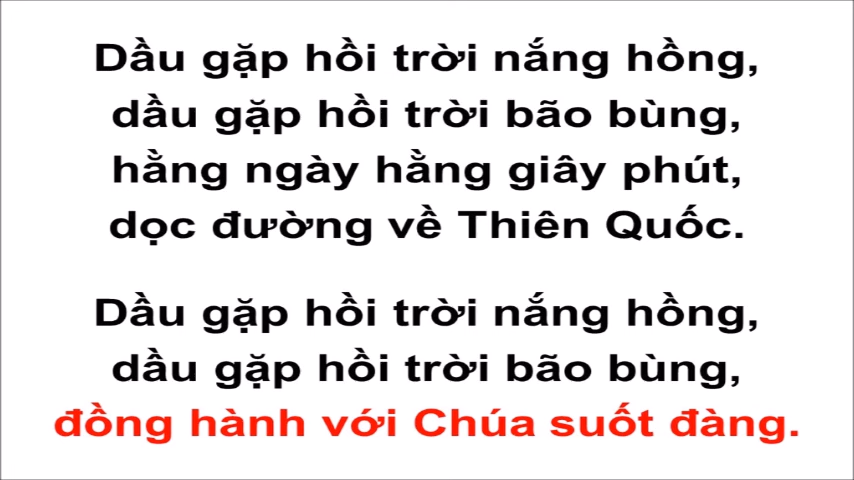 Dầu gặp hồi trời nắng hồng,
dầu gặp hồi trời bão bùng,
hằng ngày hằng giây phút,
dọc đường về Thiên Quốc.
Dầu gặp hồi trời nắng hồng,
dầu gặp hồi trời bão bùng,
đồng hành với Chúa suốt đàng.